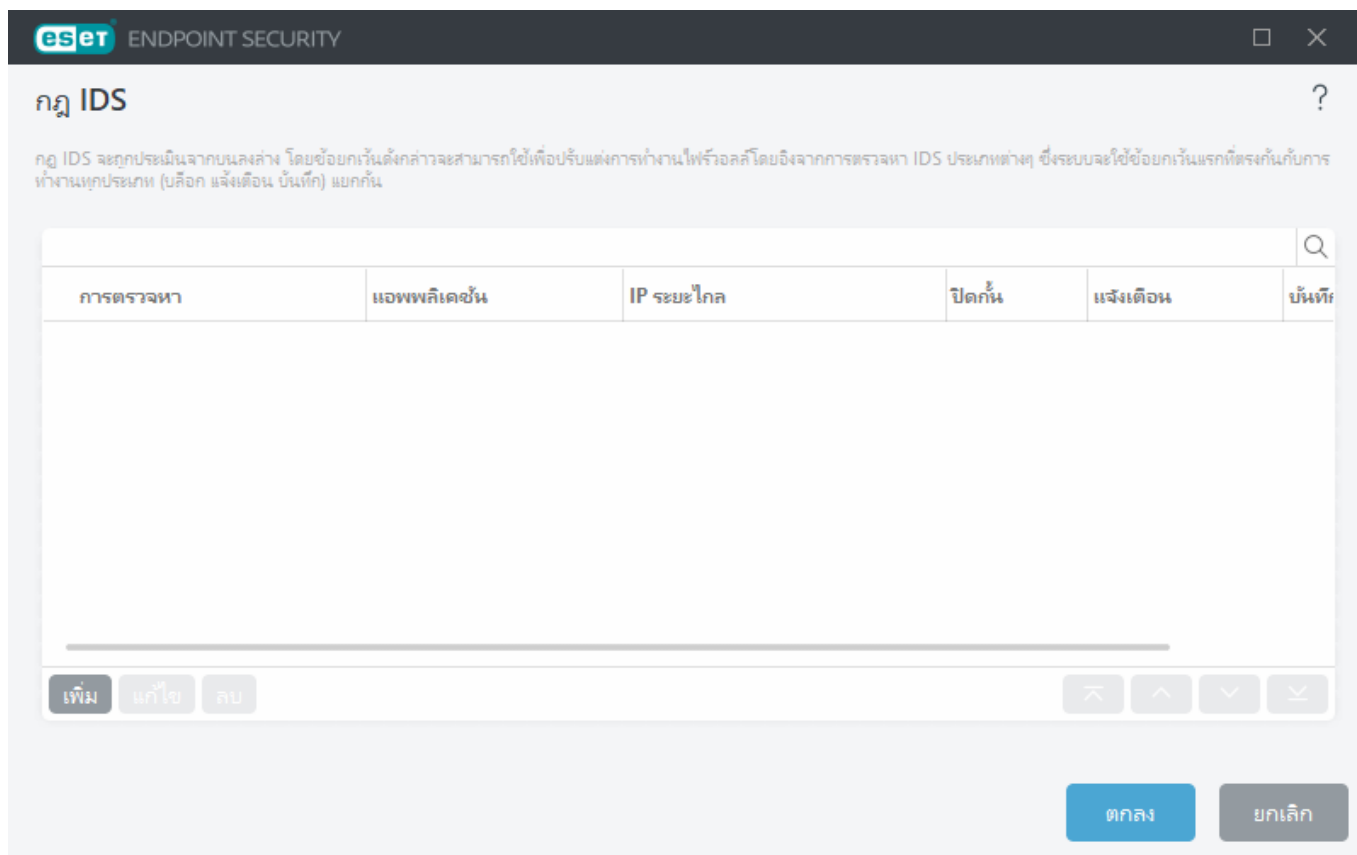 eset ENDPOINT SECURITY
กฎ IDS
?
กฎ IDS จะถูกประเมินจากบนลงล่าง โดยข้อยกเว้นดังกล่าวจะสามารถใช้เพื่อปรับแต่งการทำงานไฟร์วอลล์โดยอิงจากการตรวจหา IDS ประเภทต่างๆ ซึ่งระบบจะใช้ข้อยกเว้นแรกที่ตรงกันกับการ
ทำงานทุกประเภท (บล็อก แจ้งเตือน บันทึก) แยกกัน
การตรวจหา แอพพลิเคชัน IP ระยะไกล ปิดกั้น แจ้งเตือน บันทึก
เพิ่ม แก้ไข ลบ
ตกลง ยกเลิก